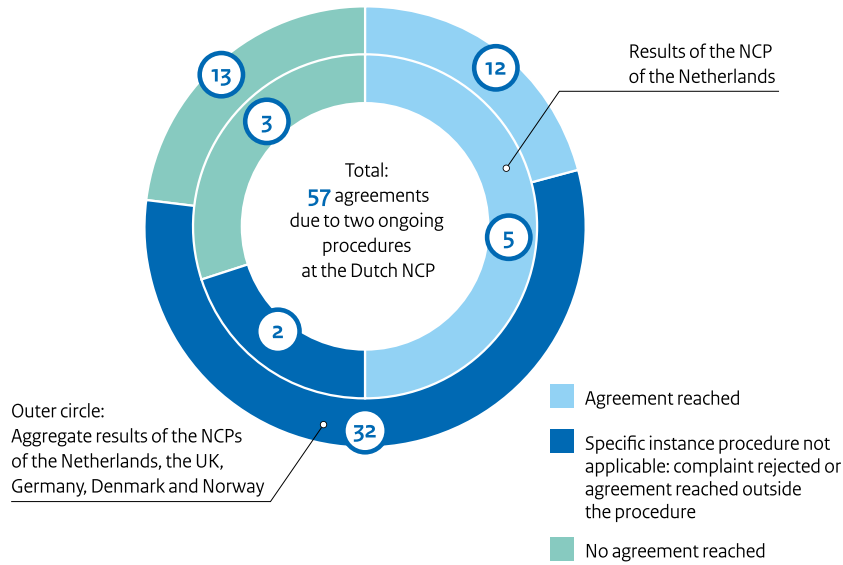 13
12
Results of the NCP
of the Netherlands
3
Total:
57 agreements
due to two ongoing
procedures
at the Dutch NCP
5
2
Outer circle:
Aggregate results of the NCPs
of the Netherlands, the UK,
Germany, Denmark and Norway
32
Agreement reached
Specific instance procedure not
applicable: complaint rejected or
agreement reached outside
the procedure
No agreement reached